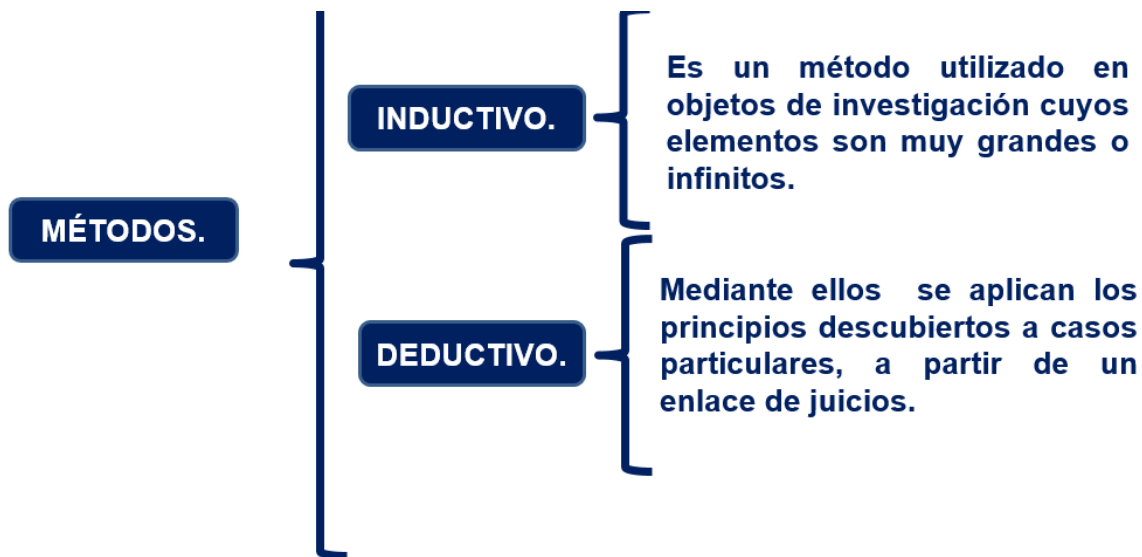 MÉTODOS.
INDUCTIVO.
Es un método utilizado en
objetos de investigación cuyos
elementos son muy grandes o
infinitos.
DEDUCTIVO.
Mediante ellos se aplican los
principios descubiertos a casos
particulares, a partir de un
enlace de juicios.